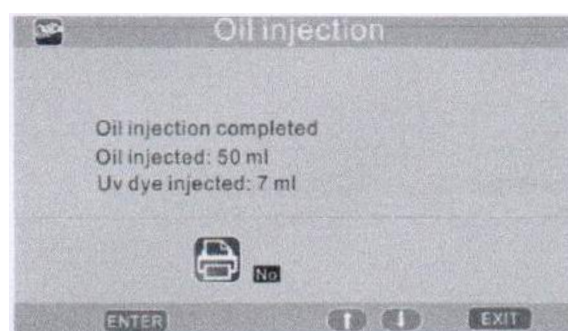 Oil injection
Oil injection completed
Oil injected: 50 ml
Uv dye injected: 7 ml
No
ENTER
EXIT